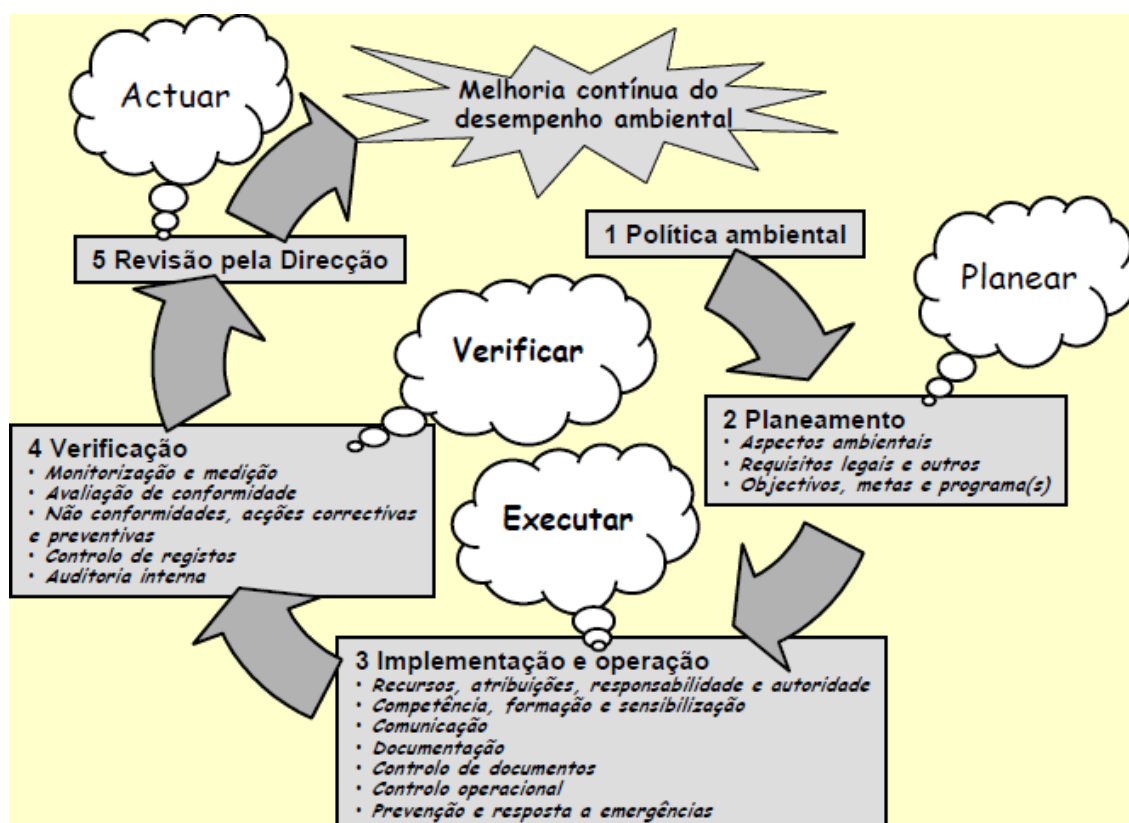 Actuar
Melhoria contínua do
desempenho ambiental
1 Política ambiental
Planear
5 Revisão pela Direcção
Verificar
2 Planeamento
• Aspectos ambientais
• Requisitos legais e outros
• Objectivos, metas e programa(s)
4 Verificação
• Monitorização e medição
• Avaliação de conformidade
• Não conformidades, acções correctivas
e preventivas
• Controlo de registos
• Auditoria interna
Executar
3 Implementação e operação
• Recursos, atribuições, responsabilidade e autoridade
• Competência, formação e sensibilização
• Comunicação
• Documentação
• Controlo de documentos
• Controlo operacional
• Prevenção e resposta a emergências